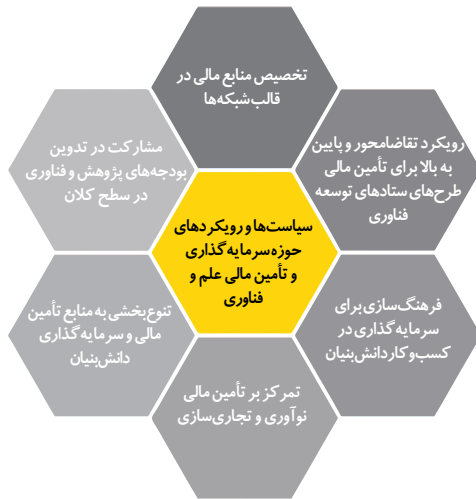 تخصیص منابع مالی در
قالب شبکه‌ها
رویکرد تقاضامحور و پایین
به بالا برای تأمین مالی
طرح‌های ستادهای توسعه
فناوری
مشارکت در تدوین
بودجه‌های پژوهش و فناوری
در سطح کلان
سیاست‌ها و رویکردهای
حوزه سرمایه‌گذاری
و تأمین مالی علم و
فناوری
فرهنگ‌سازی برای
سرمایه‌گذاری در
کسب‌وکار دانش‌بنیان
تنوع‌بخشی به منابع تأمین
مالی و سرمایه‌گذاری
دانش‌بنیان
تمرکز بر تأمین مالی
نوآوری و تجاری‌سازی